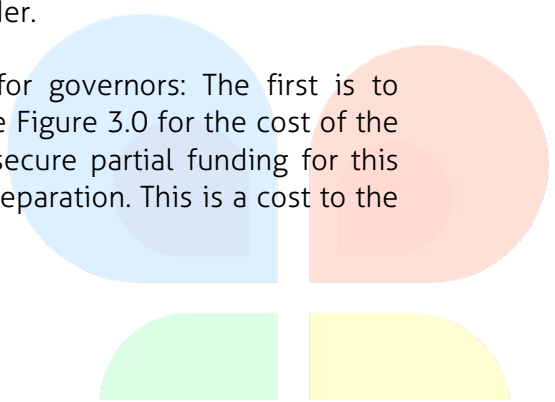 ler.
for governors: The first is to
e Figure 3.0 for the cost of the
secure partial funding for this
eparation. This is a cost to the